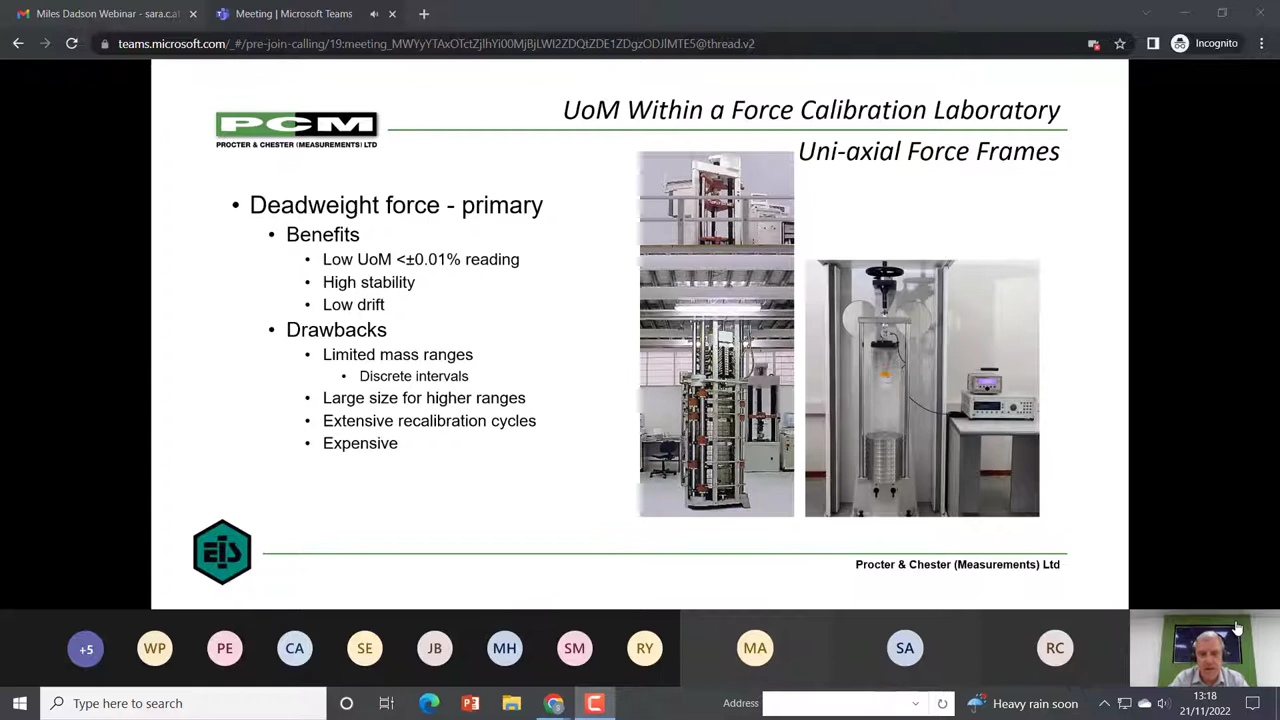 Miles Dadson Webinar - sara.c.at
Meeting | Microsoft Teams
teams.microsoft.com/_#/pre-join-calling/19:meeting_MWYyYTAxOTctZjlhYi00MjBjLWI2ZDQtZDE1ZDgzODJlMTE5@thread.v2
Incognito
PCM
PROCTER & CHESTER (MEASUREMENTS) LTD
UoM Within a Force Calibration Laboratory
Uni-axial Force Frames
• Deadweight force - primary
• Benefits
• Low UoM <±0.01% reading
• High stability
• Low drift
• Drawbacks
• Limited mass ranges
• Discrete intervals
• Large size for higher ranges
• Extensive recalibration cycles
• Expensive
EIS
Procter & Chester (Measurements) Ltd
+5
WP
PE
CA
SE
JB
MH
SM
RY
MA
SA
RC
Type here to search
Address
Heavy rain soon
13:18
21/11/2022